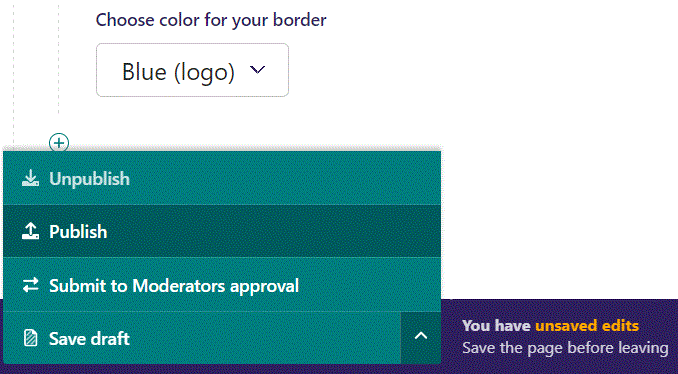 Choose color for your border
Blue (logo)
Unpublish
Publish
Submit to Moderators approval
Save draft
You have unsaved edits
Save the page before leaving